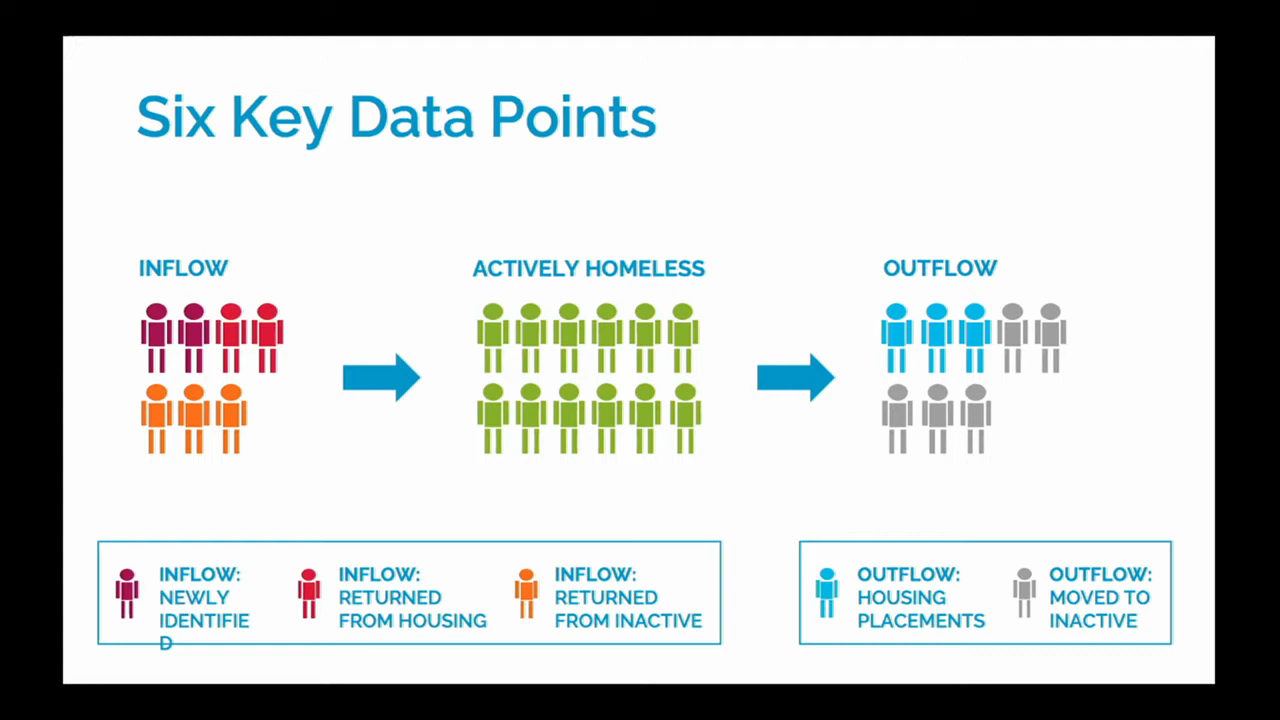 Six Key Data Points
INFLOW
ACTIVELY HOMELESS
OUTFLOW
INFLOW:
NEWLY
IDENTIFIE
D
INFLOW:
RETURNED
FROM HOUSING
INFLOW:
RETURNED
FROM INACTIVE
OUTFLOW:
HOUSING
PLACEMENTS
OUTFLOW:
MOVED TO
INACTIVE